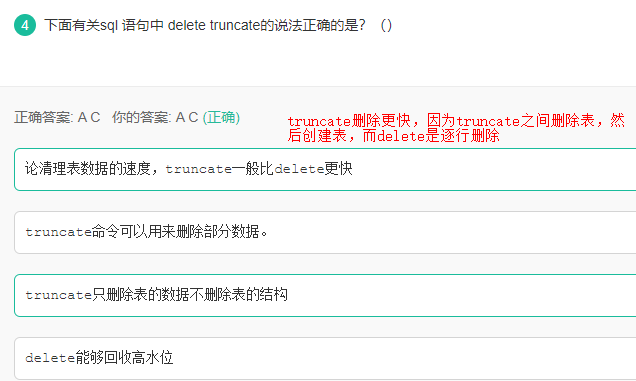 4 下面有关sql 语句中 delete truncate的说法正确的是？（）
正确答案: A C 你的答案: A C (正确)
truncate删除更快，因为truncate之间删除表，然
后创建表，而delete是逐行删除
论清理表数据的速度，truncate一般比delete更快
truncate命令可以用来删除部分数据。
truncate只删除表的数据不删除表的结构
delete能够回收高水位